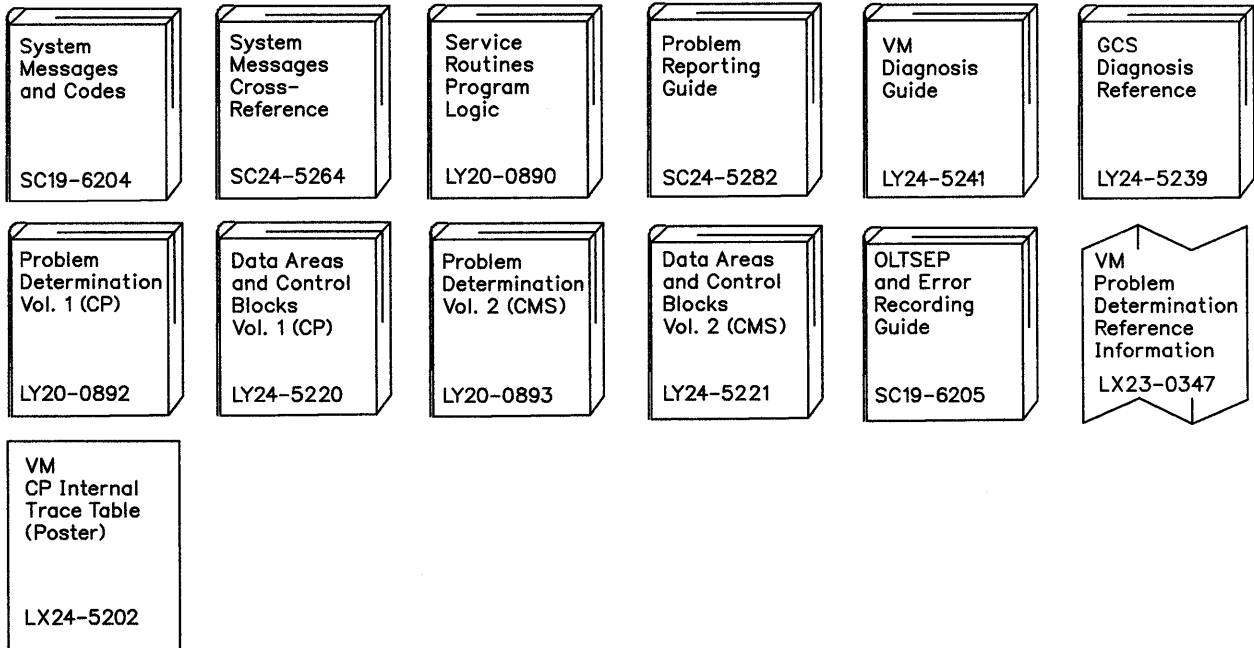 System
Messages
and Codes
SC19-6204
System
Messages
Cross-
Reference
SC24-5264
Service
Routines
Program
Logic
LY20-0890
Problem
Reporting
Guide
SC24-5282
VM
Diagnosis
Guide
LY24-5241
GCS
Diagnosis
Reference
LY24-5239
Problem
Determination
Vol. 1 (CP)
LY20-0892
Data Areas
and Control
Blocks
Vol. 1 (CP)
LY24-5220
Problem
Determination
Vol. 2 (CMS)
LY20-0893
Data Areas
and Control
Blocks
Vol. 2 (CMS)
LY24-5221
OLTSEP
and Error
Recording
Guide
SC19-6205
VM
Problem
Determination
Reference
Information
LX23-0347
VM
CP Internal
Trace Table
(Poster)
LX24-5202